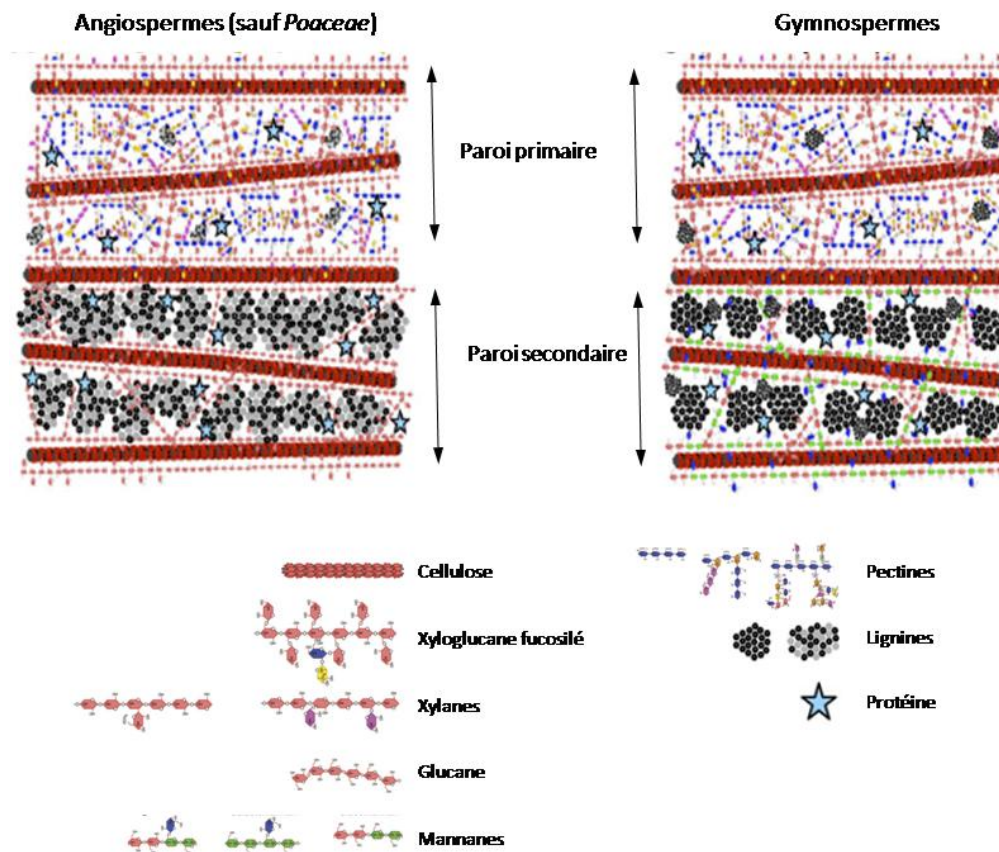 Angiospermes (sauf Poaceae)
Gymnospermes
Paroi primaire
Paroi secondaire
Cellulose
Xyloglucane fucosilé
Xylanes
Glucane
Mannanes
Pectines
Lignines
Protéine